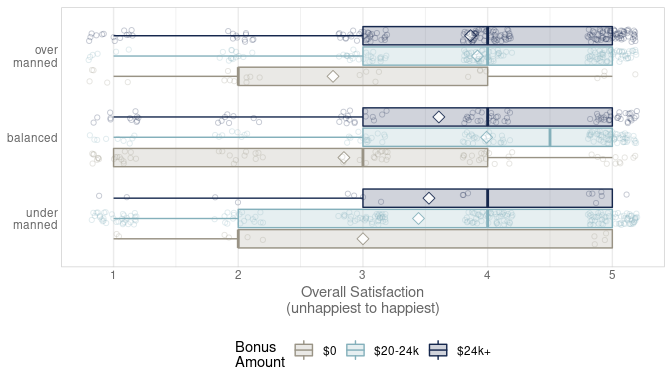 over
manned
balanced
under
manned
1 2 3 4 5
Overall Satisfaction
(unhappiest to happiest)
Bonus
Amount
$0 $20-24k $24k+